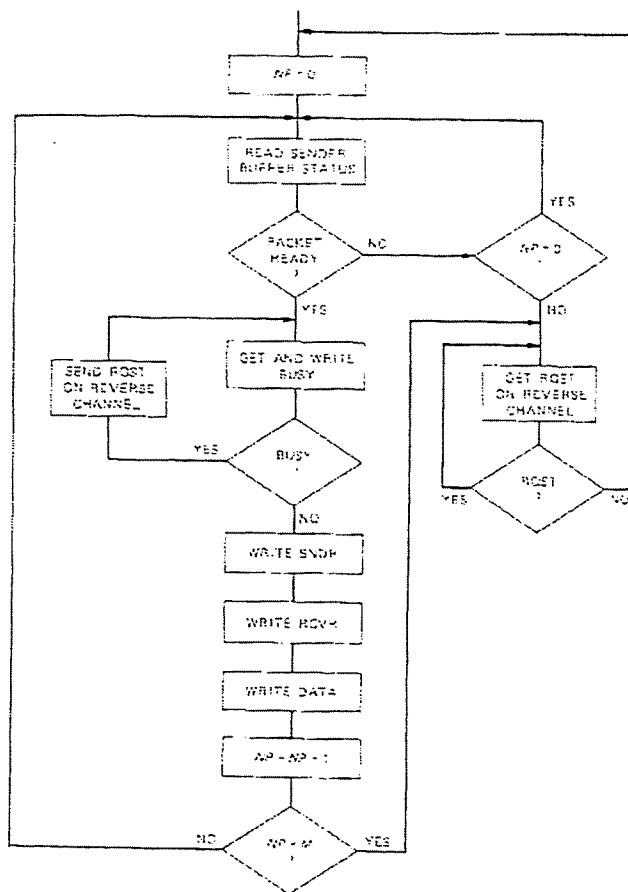 NP = 0
READ SENDER
BUFFER STATUS
YES
PACKET
READY
?
NO
NP = 0
YES
NO
SEND RQST
ON REVERSE
CHANNEL
GET AND WRITE
BUSY
GET RQST
ON REVERSE
CHANNEL
YES
BUSY
YES
RQST
?
NO
NO
WRITE SNDR
WRITE RCVR
WRITE DATA
NO
NP = M
?
YES